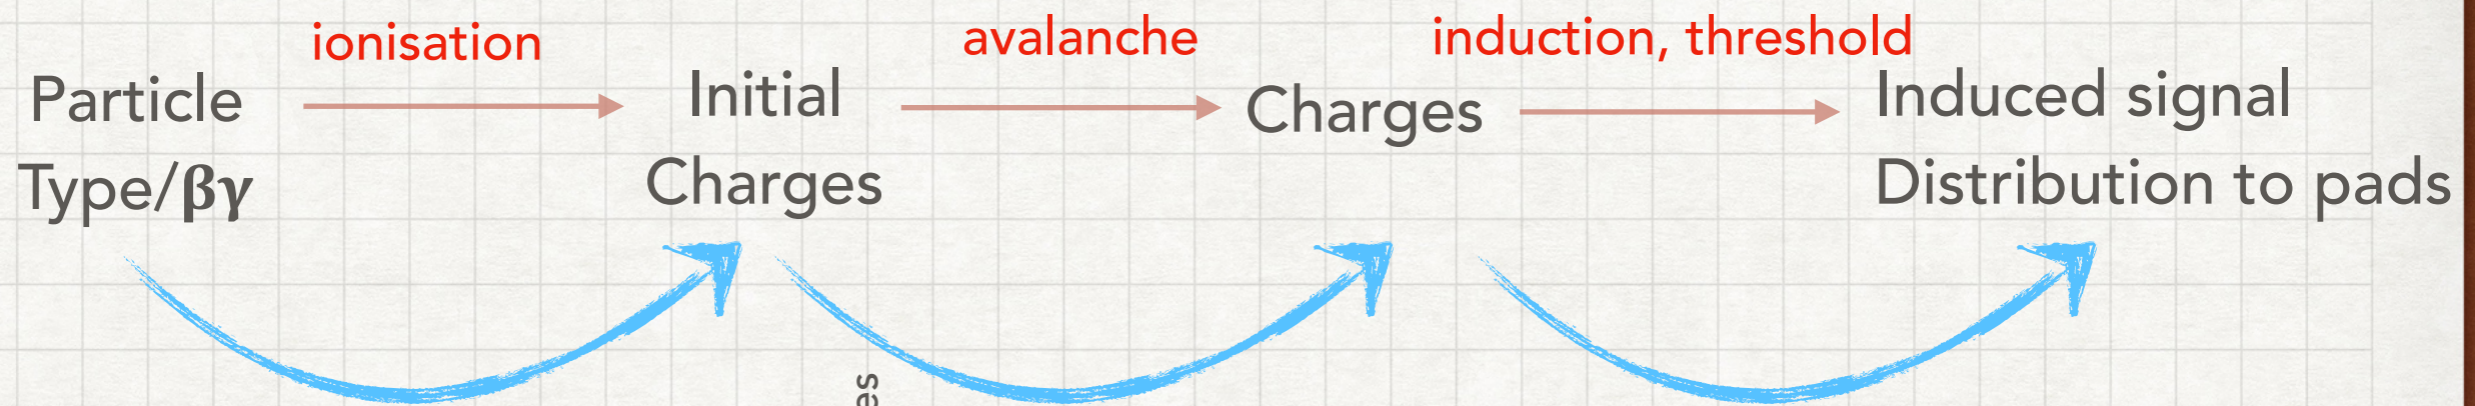 ionisation
avalanche
induction, threshold
Particle
Type/βγ
Initial
Charges
Charges
Induced signal
Distribution to pads